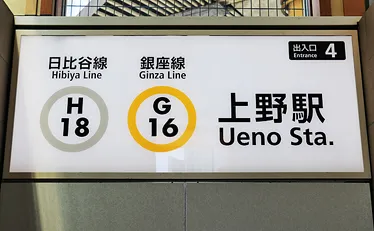 出入口
Entrance 4
日比谷線
Hibiya Line
銀座線
Ginza Line
H
18
G
16
上野駅
Ueno Sta.